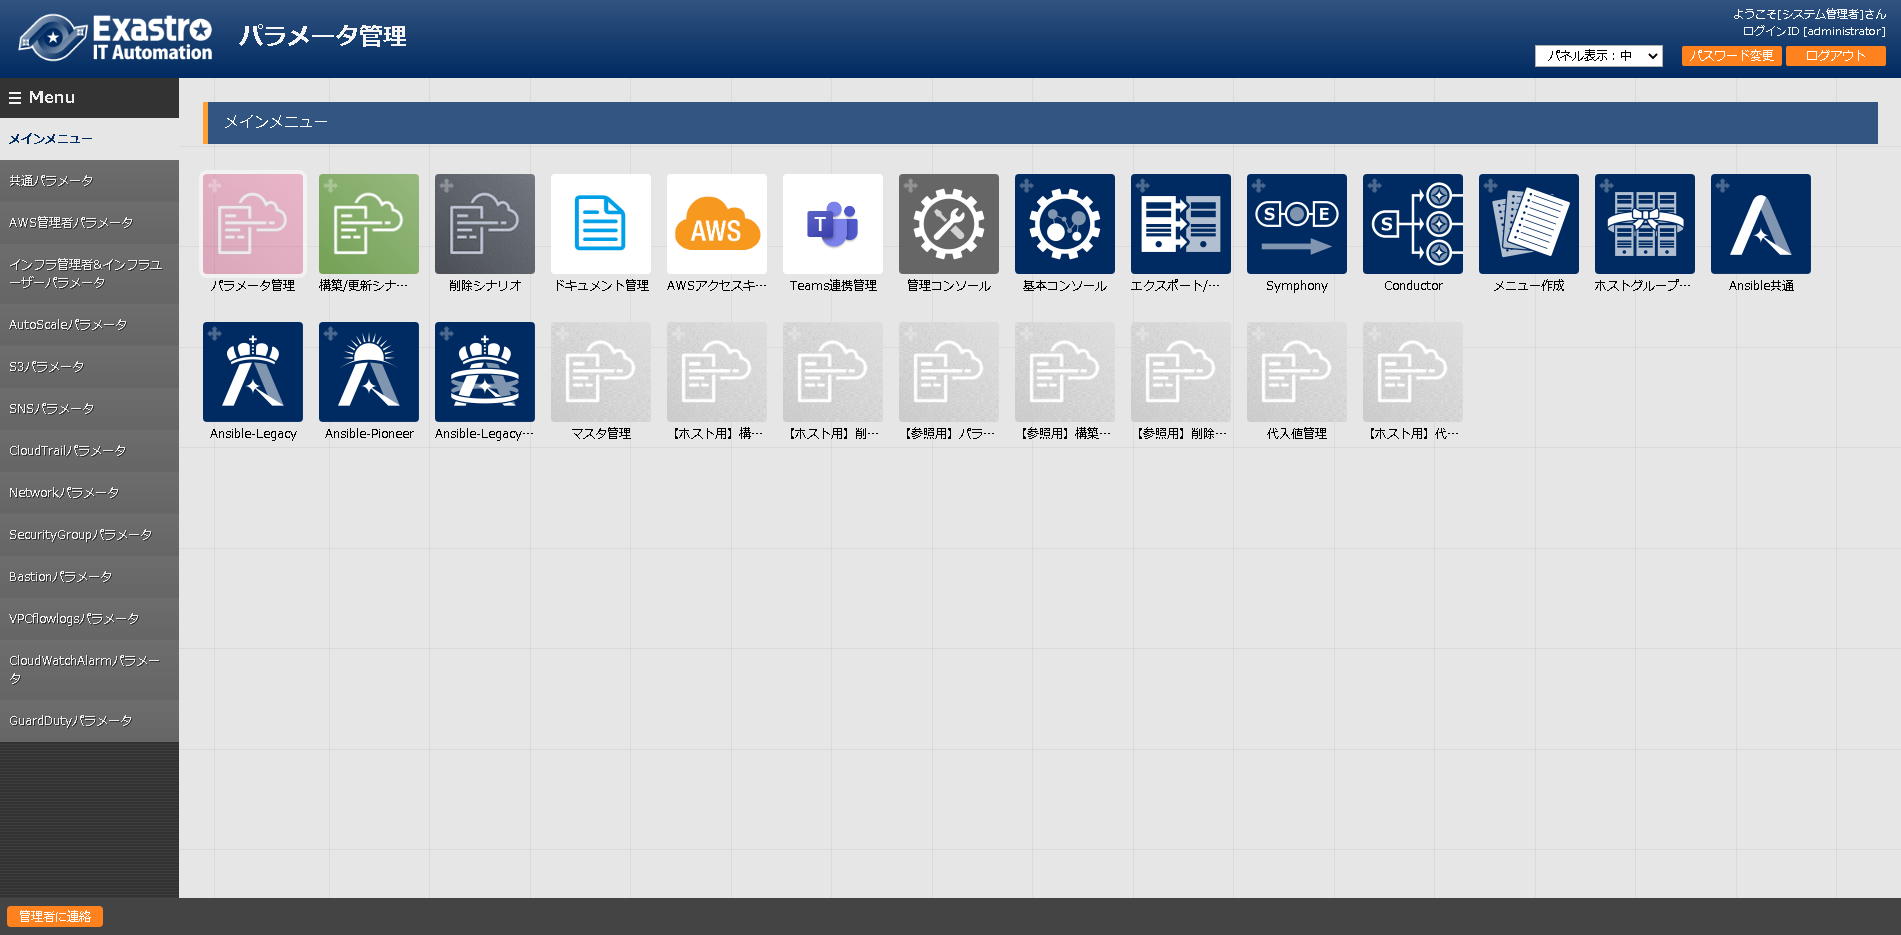 Exastro
IT Automation
パラメータ管理
ようこそ[システム管理者]さん
ログインID [administrator]
パネル表示：中
パスワード変更
ログアウト
Menu
メインメニュー
共通パラメータ
AWS管理者パラメータ
インフラ管理者&インフラユ
ーザーパラメータ
AutoScaleパラメータ
S3パラメータ
SNSパラメータ
CloudTrailパラメータ
Networkパラメータ
SecurityGroupパラメータ
Bastionパラメータ
VPCflowlogsパラメータ
CloudWatchAlarmパラメー
タ
GuardDutyパラメータ
メインメニュー
AWS
T
S E
S
パラメータ管理
構築/更新シナ…
削除シナリオ
ドキュメント管理
AWSアクセスキ…
Teams連携管理
管理コンソール
基本コンソール
エクスポート/…
Symphony
Conductor
メニュー作成
ホストグループ…
Ansible共通
Ansible-Legacy
Ansible-Pioneer
Ansible-Legacy…
マスタ管理
【ホスト用】構…
【ホスト用】削…
【参照用】パラ…
【参照用】構築…
【参照用】削除…
代入値管理
【ホスト用】代…
管理者に連絡